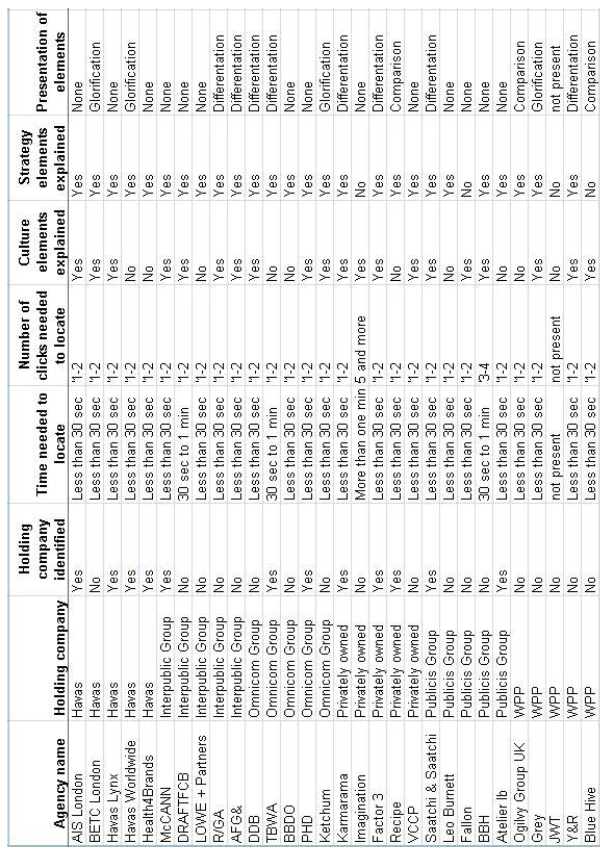 Agency name Holding company Holding company identified Time needed to locate Number of clicks needed to locate Culture elements explained Strategy elements explained Presentation of elements
AIS London Havas Yes Less than 30 sec '1-2 Yes Yes None
BETC London Havas No Less than 30 sec '1-2 Yes Yes Glorification
Havas Lynx Havas Yes Less than 30 sec '1-2 Yes Yes None
Havas Worldwide Havas Yes Less than 30 sec '1-2 No Yes Glorification
Health4Brands Havas Yes Less than 30 sec '1-2 No Yes None
McCANN Interpublic Group Yes Less than 30 sec '1-2 Yes Yes None
DRAFTFCB Interpublic Group No 30 sec to 1 min '1-2 Yes Yes None
LOWE + Partners Interpublic Group No Less than 30 sec '1-2 No Yes None
R/GA Interpublic Group No Less than 30 sec '1-2 Yes Yes Differentiation
AFG& Interpublic Group No Less than 30 sec '1-2 Yes Yes Differentiation
DDB Omnicom Group No Less than 30 sec '1-2 Yes Yes Differentiation
TBWA Omnicom Group Yes 30 sec to 1 min '1-2 No Yes Differentiation
BBDO Omnicom Group No Less than 30 sec '1-2 No Yes None
PHD Omnicom Group Yes Less than 30 sec '1-2 Yes Yes None
Ketchum Omnicom Group No Less than 30 sec '1-2 Yes Yes Glorification
Karmarama Privately owned Yes Less than 30 sec '1-2 Yes Yes Differentiation
Imagination Privately owned No More than one min 5 and more Yes No None
Factor 3 Privately owned Yes Less than 30 sec '1-2 Yes Yes Differentiation
Recipe Privately owned Yes Less than 30 sec '1-2 No Yes Comparison
VCCP Privately owned No Less than 30 sec '1-2 Yes Yes None
Saatchi & Saatchi Publicis Group Yes Less than 30 sec '1-2 Yes Yes Differentiation
Leo Burnett Publicis Group No Less than 30 sec '1-2 No Yes None
Fallon Publicis Group No Less than 30 sec '1-2 Yes No None
BBH Publicis Group No 30 sec to 1 min '3-4 Yes Yes None
Atelier lb Publicis Group Yes Less than 30 sec '1-2 No Yes None
Ogilvy Group UK WPP No Less than 30 sec '1-2 No Yes Comparison
Grey WPP No Less than 30 sec '1-2 Yes Yes Glorification
JWT WPP No not present not present No No not present
Y&R WPP No Less than 30 sec '1-2 Yes Yes Differentiation
Blue Hive WPP No Less than 30 sec '1-2 Yes No Comparison